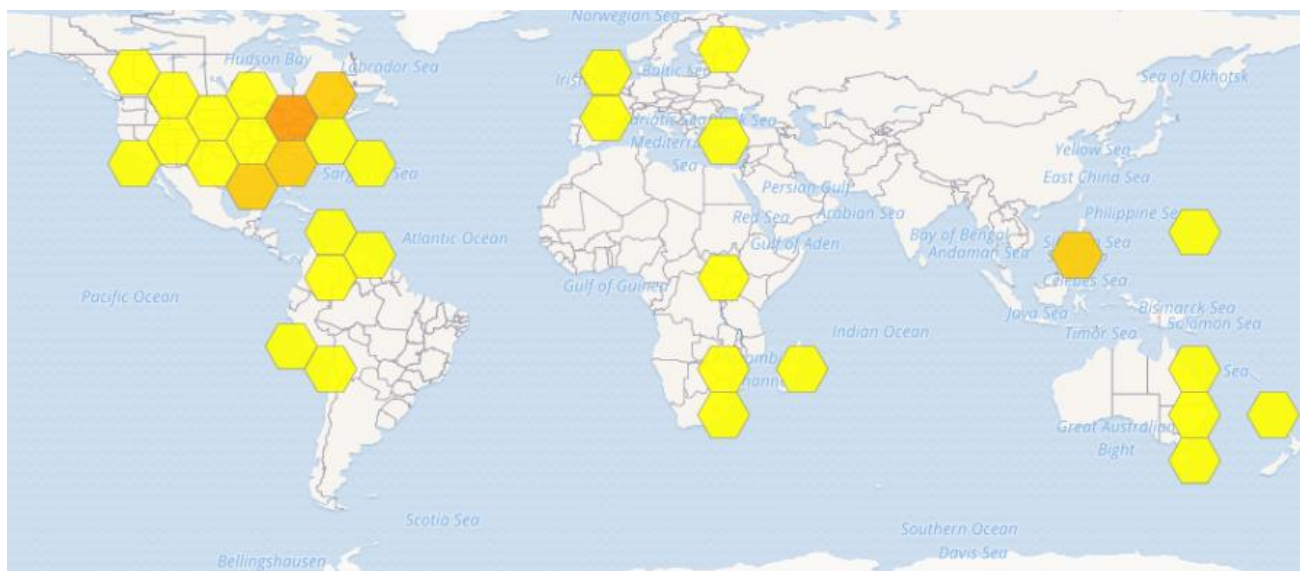 Norwegian Sea
Hudson Bay
Labrador Sea
Baltic Sea
Sea of Okhotsk
Mediterr
Sea
Yellow Sea
East China Sea
Persian Gulf
Red Sea
Arabian Sea
Philippine Se
Atlantic Ocean
Gulf of Aden
Bay of Bengal
Andaman Sea
Sea
Celebes Sea
Gulf of Guinea
Pacific Ocean
Java Sea
Bismarck Sea
Solomon Sea
Timor Sea
Indian Ocean
Sea
Great Australian
Bight
Scotia Sea
Southern Ocean
Davis Sea
Bellingshausen